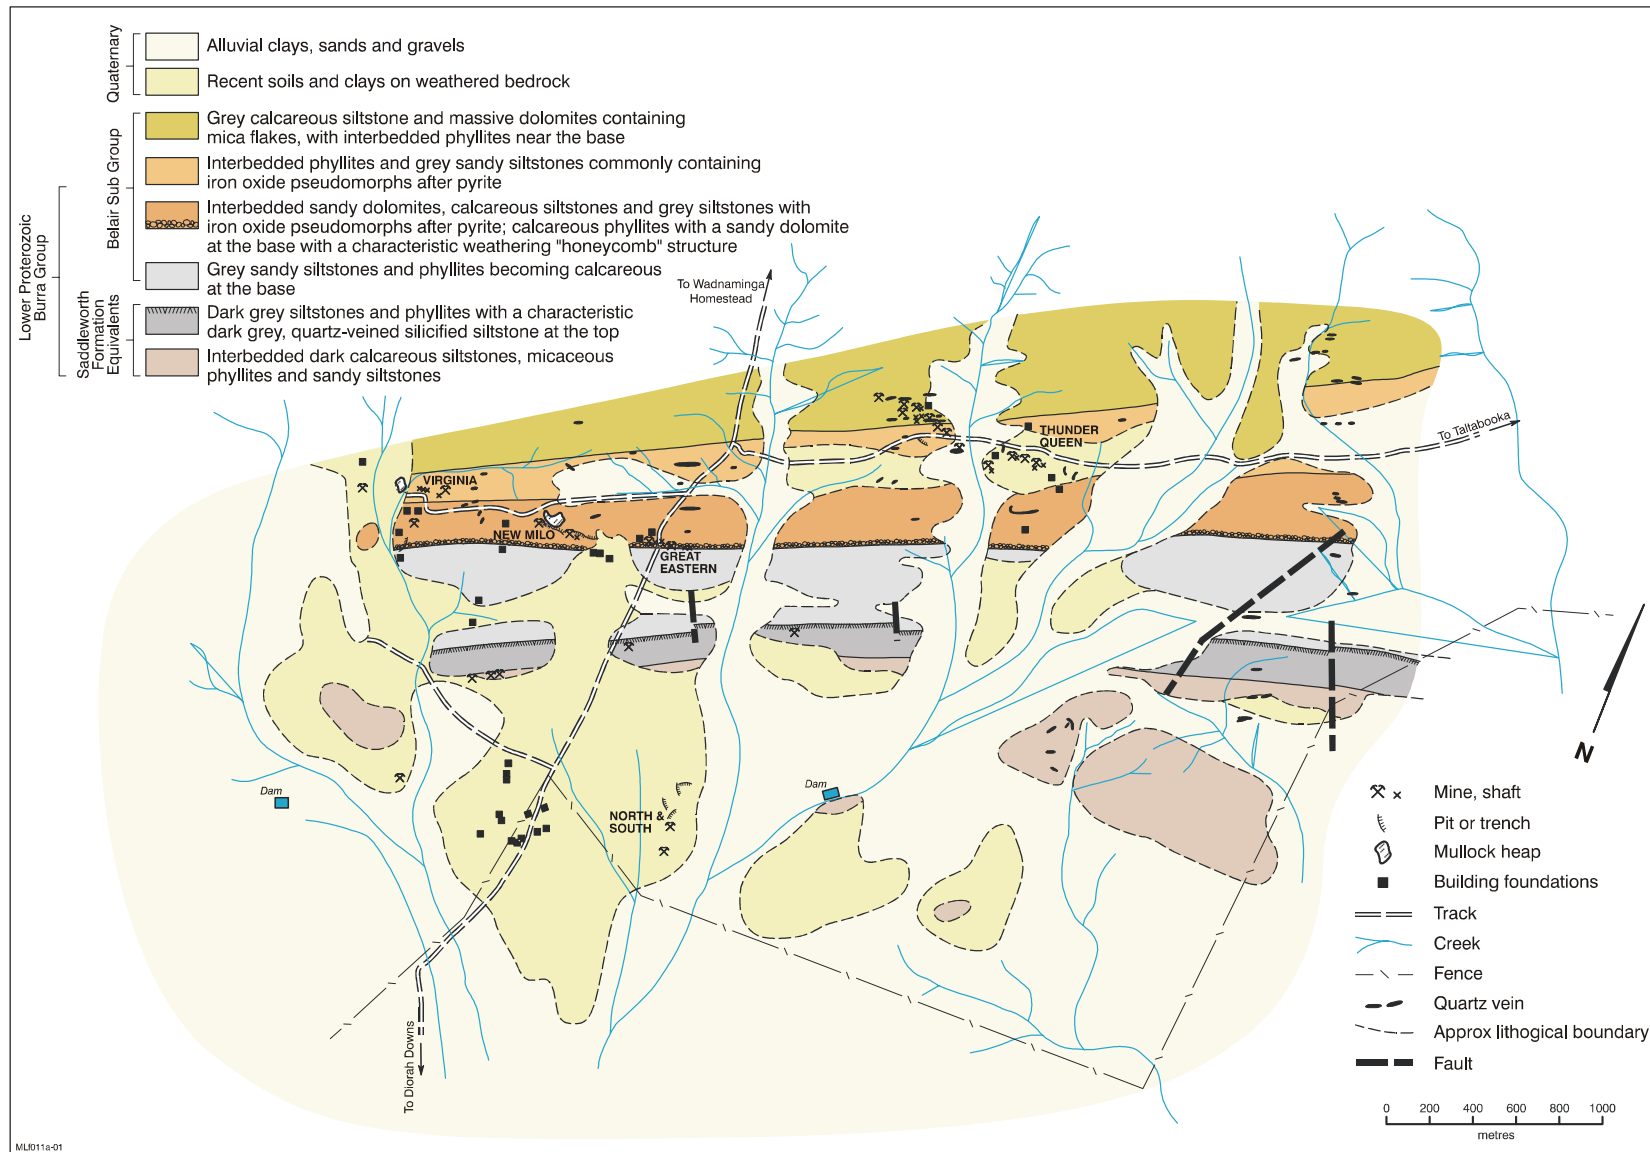 Quaternary
Alluvial clays, sands and gravels
Recent soils and clays on weathered bedrock
Lower Proterozoic
Burra Group
Belair Sub Group
Grey calcareous siltstone and massive dolomites containing
mica flakes, with interbedded phyllites near the base
Interbedded phyllites and grey sandy siltstones commonly containing
iron oxide pseudomorphs after pyrite
Interbedded sandy dolomites, calcareous siltstones and grey siltstones with
iron oxide pseudomorphs after pyrite; calcareous phyllites with a sandy dolomite
at the base with a characteristic weathering "honeycomb" structure
Grey sandy siltstones and phyllites becoming calcareous
at the base
Saddleworth
Formation
Equivalents
Dark grey siltstones and phyllites with a characteristic
dark grey, quartz-veined silicified siltstone at the top
Interbedded dark calcareous siltstones, micaceous
phyllites and sandy siltstones
To Wadnaminga
Homestead
THUNDER
QUEEN
To Taltabooka
VIRGINIA
NEW MILO
GREAT
EASTERN
Dam
Dam
NORTH &
SOUTH
To Diorah Downs
N
Mine, shaft
Pit or trench
Mullock heap
Building foundations
Track
Creek
Fence
Quartz vein
Approx lithogical boundary
Fault
0 200 400 600 800 1000
metres
MLf011a-01